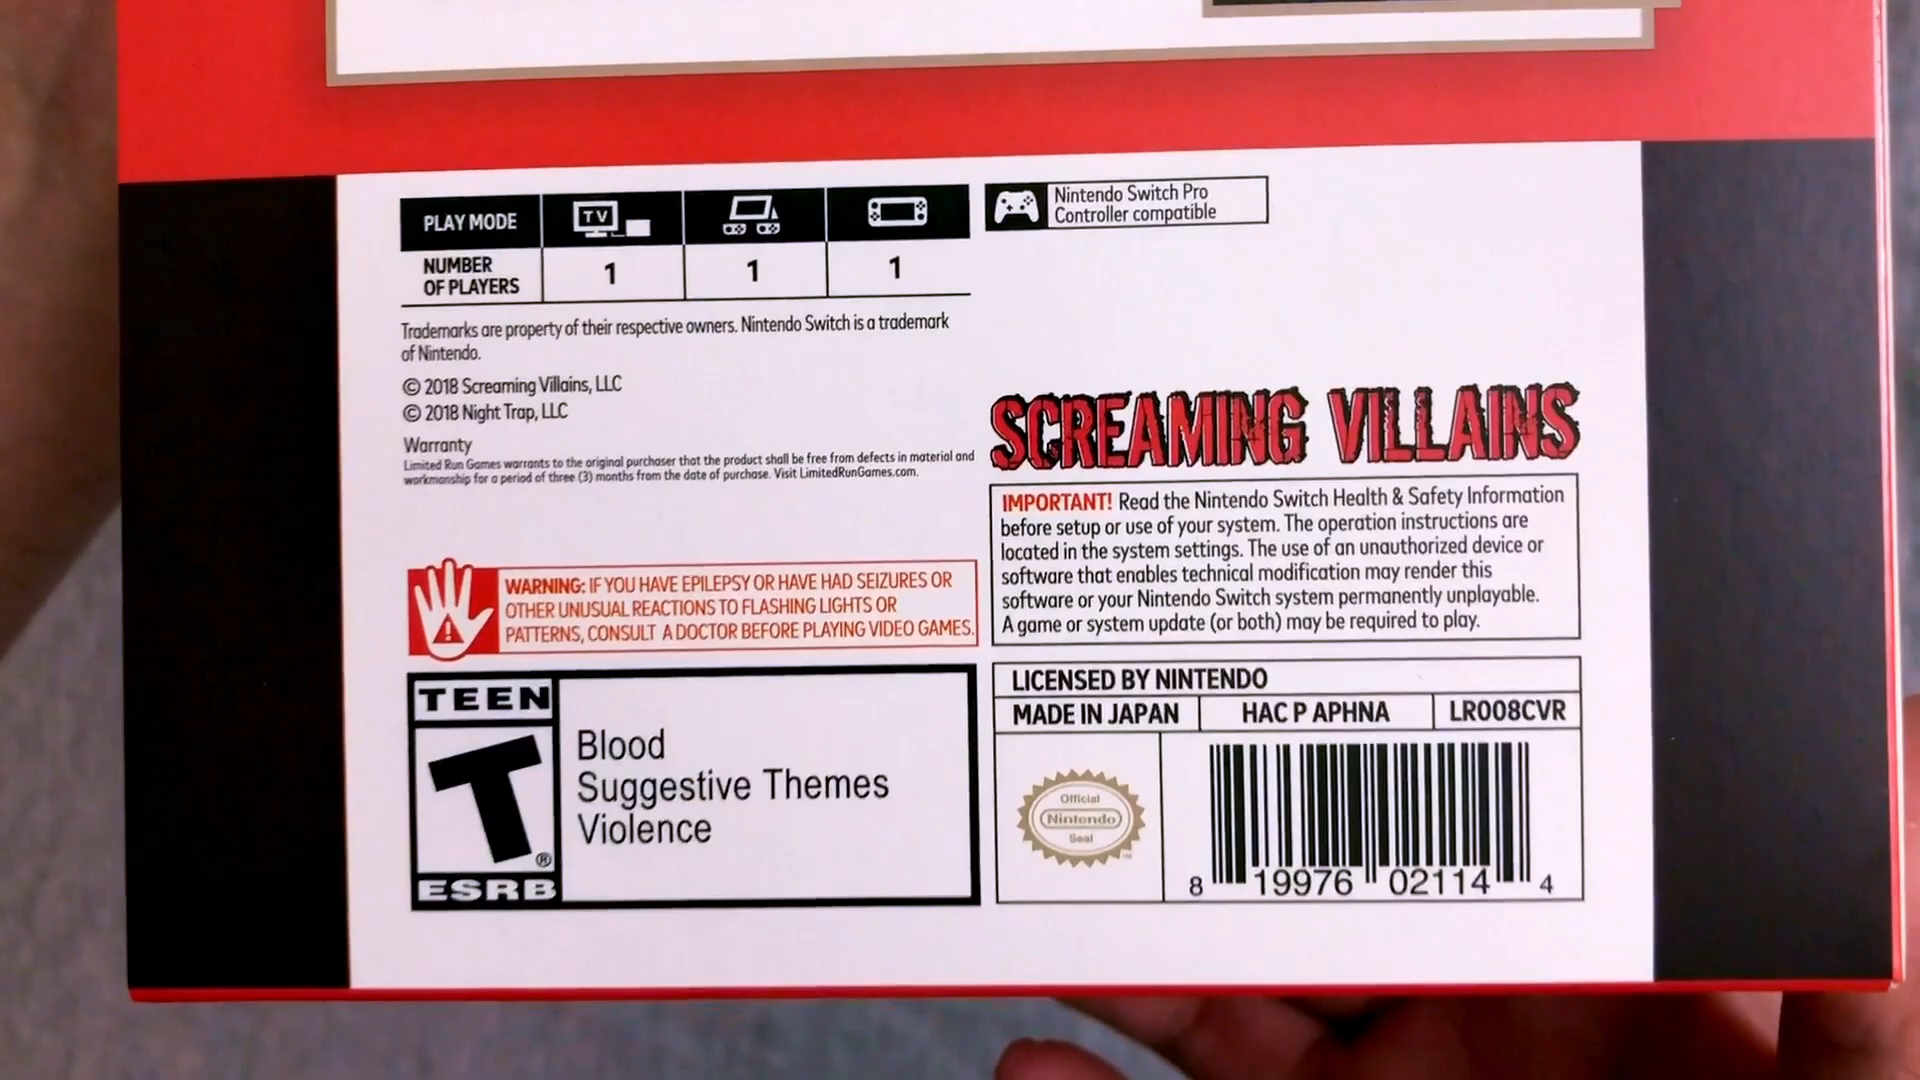 PLAY MODE
TV
NUMBER
OF PLAYERS
1
1
1
Nintendo Switch Pro
Controller compatible
Trademarks are property of their respective owners. Nintendo Switch is a trademark
of Nintendo.
© 2018 Screaming Villains, LLC
© 2018 Night Trap, LLC
Warranty
Limited Run Games warrants to the original purchaser that the product shall be free from defects in material and
workmanship for a period of three (3) months from the date of purchase. Visit LimitedRunGames.com.
SCREAMING VILLAINS
IMPORTANT! Read the Nintendo Switch Health & Safety Information
before setup or use of your system. The operation instructions are
located in the system settings. The use of an unauthorized device or
software that enables technical modification may render this
software or your Nintendo Switch system permanently unplayable.
A game or system update (or both) may be required to play.
WARNING: IF YOU HAVE EPILEPSY OR HAVE HAD SEIZURES OR
OTHER UNUSUAL REACTIONS TO FLASHING LIGHTS OR
PATTERNS, CONSULT A DOCTOR BEFORE PLAYING VIDEO GAMES.
TEEN
T
®
ESRB
Blood
Suggestive Themes
Violence
LICENSED BY NINTENDO
MADE IN JAPAN
HAC P APHNA
LR008CVR
Official
Nintendo
Seal
™
8 19976 02114 4